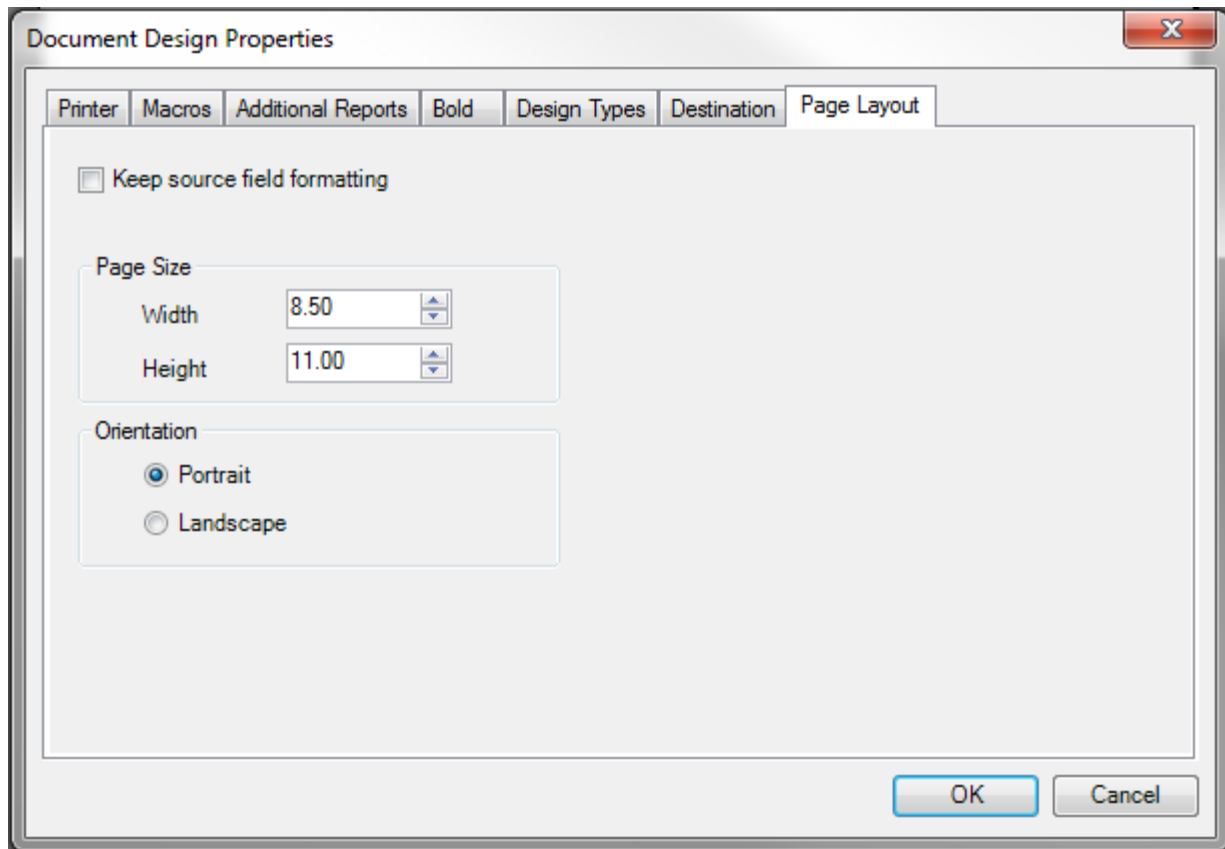 Document Design Properties
Printer Macros Additional Reports Bold Design Types Destination Page Layout
Keep source field formatting
Page Size
Width 8.50
Height 11.00
Orientation
Portrait
Landscape
OK Cancel